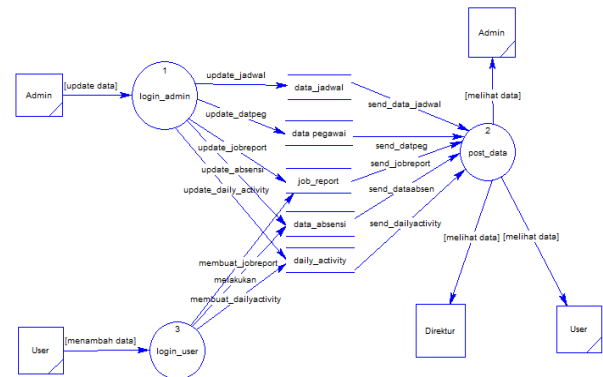 Admin
1
update_jadwal
Admin
[update data]
login_admin
data_jadwal
[melihat data]
send_data_jadwal
update_datpeg
data pegawai
2
send_datpeg
update_jobreport
post_data
send_jobreport
update_absensi
job_report
update_daily_activity
send_dataabsen
data_absensi
send_dailyactivity
[melihat data]
[melihat data]
daily_activity
membuat_jobreport
melakukan
membuat_dailyactivity
Direktur
User
3
User
[menambah data]
login_user